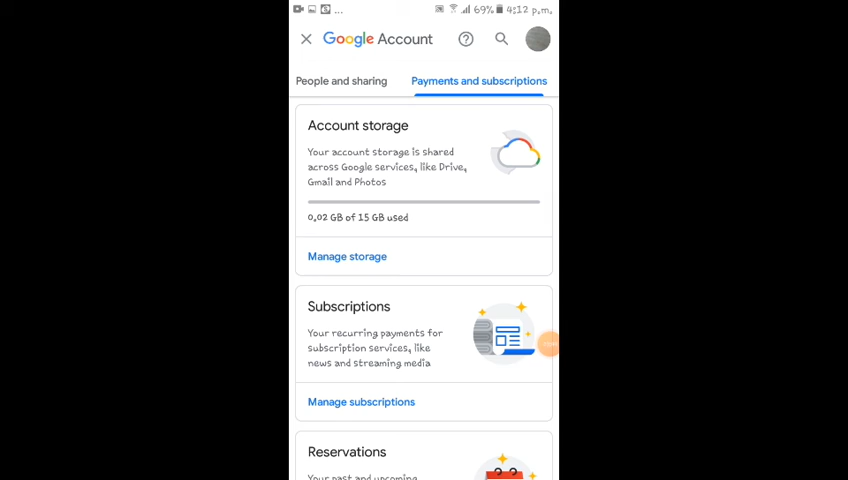 ... 69% 4:12 p.m.
Google Account
People and sharing Payments and subscriptions
Account storage
Your account storage is shared
across Google services, like Drive,
Gmail and Photos
0,02 GB of 15 GB used
Manage storage
Subscriptions
Your recurring payments for
subscription services, like
news and streaming media
Manage subscriptions
Reservations
Your past and upcoming